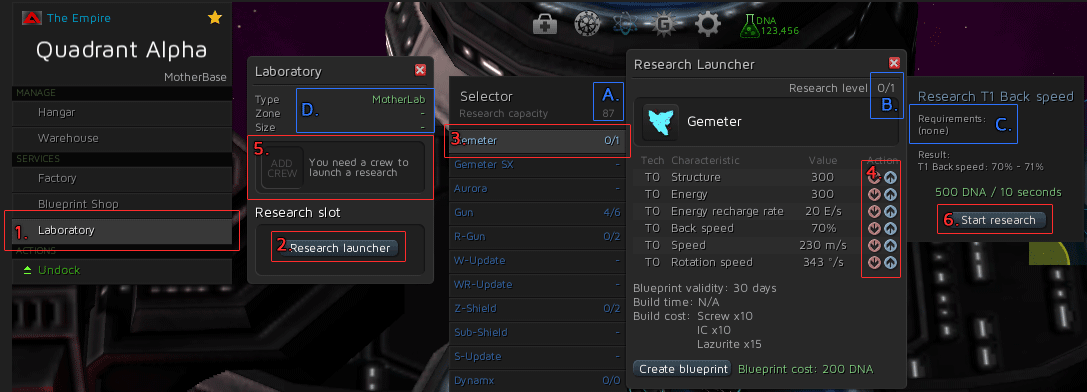 The Empire
Quadrant Alpha
MotherBase
MANAGE
Hangar
Warehouse
SERVICES
Factory
Blueprint Shop
1. Laboratory
ACTIONS
Undock
Laboratory
Type MotherLab
Zone -
Size -
D.
5.
ADD CREW
You need a crew to
launch a research
Research slot
2. Research launcher
G
DNA
123,456
Selector
Research capacity 87
A.
3.
Gemeter 0/1
Gemeter SX -
Aurora -
Gun 4/6
R-Gun 0/2
W-Update -
WR-Update -
Z-Shield 0/2
Sub-Shield -
S-Update -
Dynamx 0/0
Research Launcher
Research level 0/1
B.
Gemeter
Tech Characteristic Value Action
4.
T0 Structure 300
T0 Energy 300
T0 Energy recharge rate 20 E/s
T0 Back speed 70%
T0 Speed 230 m/s
T0 Rotation speed 343 °/s
Blueprint validity: 30 days
Build time: N/A
Build cost: Screw x10
IC x10
Lazurite x15
Create blueprint Blueprint cost: 200 DNA
Research T1 Back speed
Requirements:
(none)
C.
Result:
T1 Back speed: 70% - 71%
500 DNA / 10 seconds
6. Start research